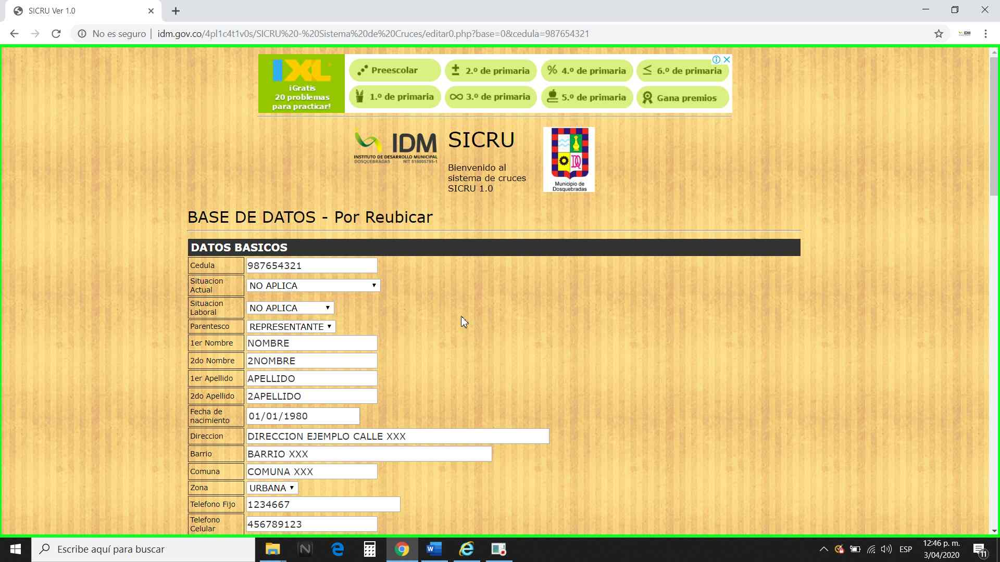 SICRU Ver 1.0
No es seguro | idm.gov.co/4pl1c4t1v0s/SICRU%20-%20Sistema%20de%20Cruces/editar0.php?base=0&cedula=987654321
IXL
¡Gratis
20 problemas
para practicar!
Preescolar
2.º de primaria
4.º de primaria
6.º de primaria
1.º de primaria
3.º de primaria
5.º de primaria
Gana premios
IDM
INSTITUTO DE DESARROLLO MUNICIPAL
DOSQUEBRADAS NIT 816005795-1
SICRU
Bienvenido al
sistema de cruces
SICRU 1.0
Municipio de
Dosquebradas
BASE DE DATOS - Por Reubicar
DATOS BASICOS
Cedula 987654321
Situacion
Actual
NO APLICA
Situacion
Laboral
NO APLICA
Parentesco REPRESENTANTE
1er Nombre NOMBRE
2do Nombre 2NOMBRE
1er Apellido APELLIDO
2do Apellido 2APELLIDO
Fecha de
nacimiento
01/01/1980
Direccion DIRECCION EJEMPLO CALLE XXX
Barrio BARRIO XXX
Comuna COMUNA XXX
Zona URBANA
Telefono Fijo 1234667
Telefono
Celular
456789123
Escribe aquí para buscar
ESP
12:46 p. m.
3/04/2020
11